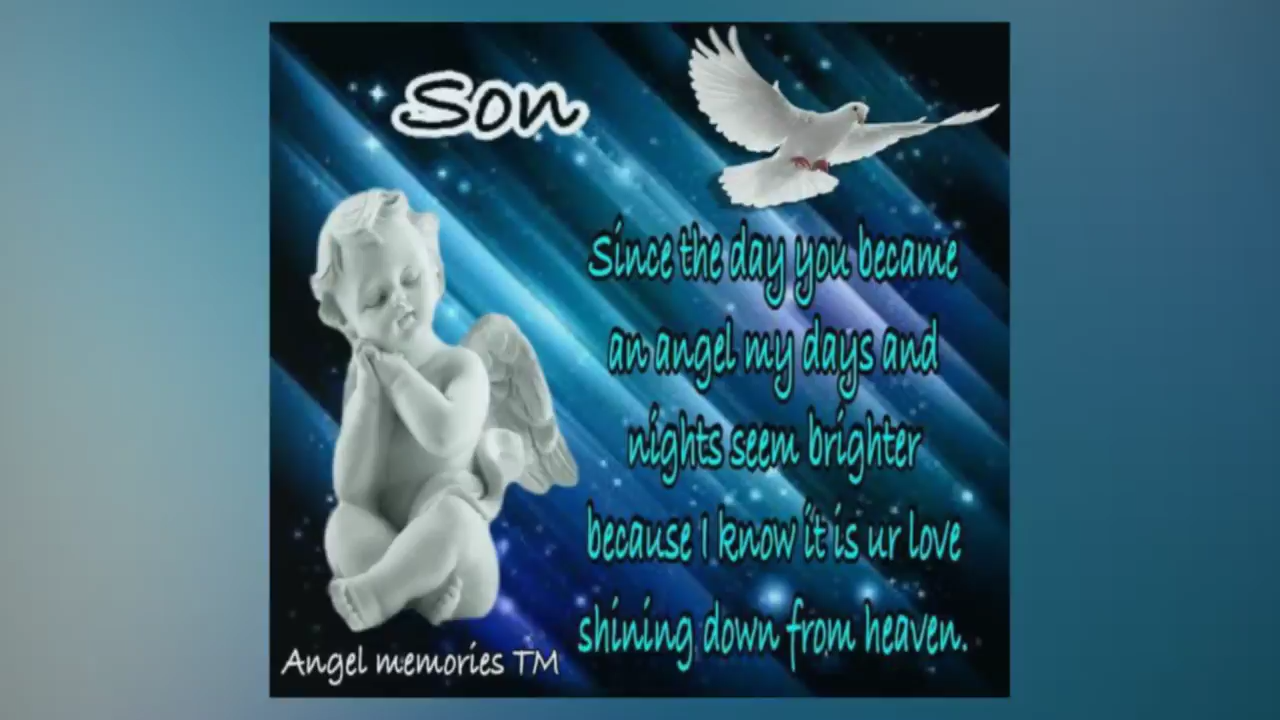 Son
Since the day you became
an angel my days and
nights seem brighter
because I know it is ur love
shining down from heaven.
Angel memories TM